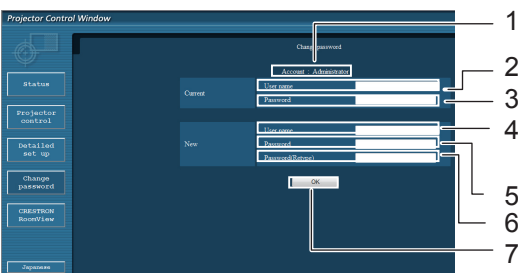 Projector Control Window
1
Change password
Account Administrator
2
Status
Current
User name
Password
3
Projector
control
4
User name
Detailed
set up
New
Password
5
Password(Retype)
6
Change
password
OK
7
CRESTRON
RoomView
Japanese